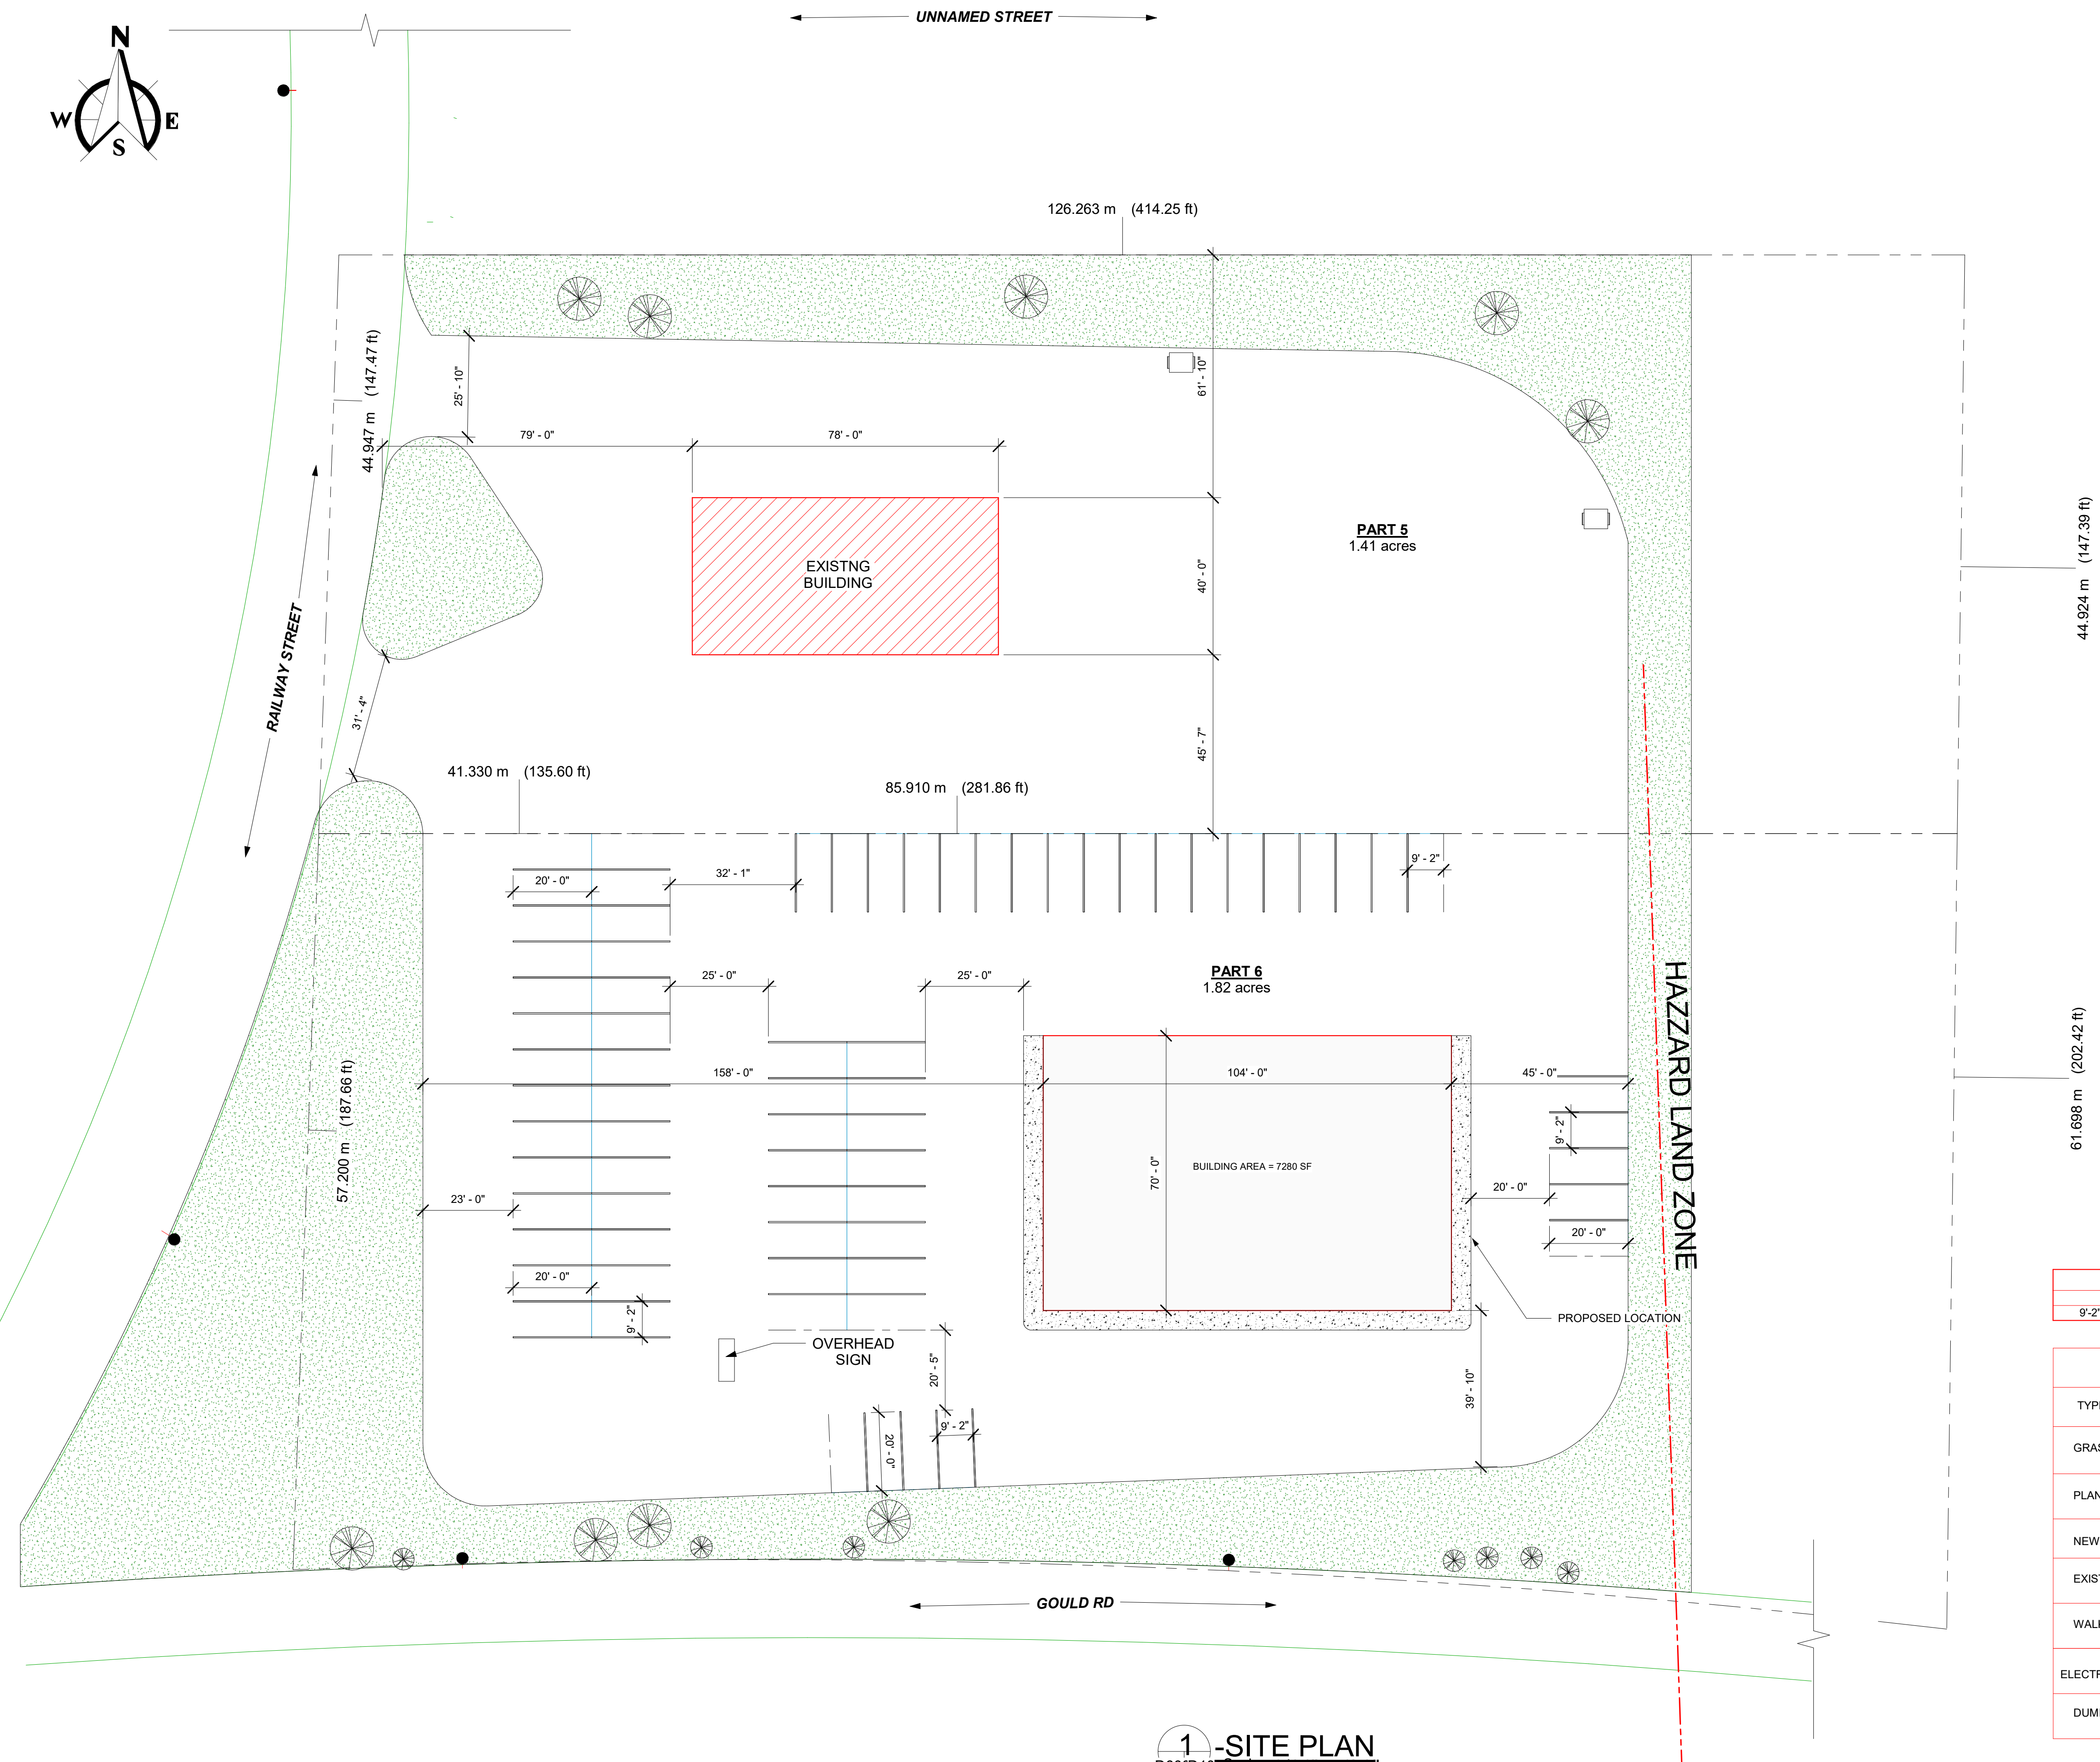 UNNAMED STREET
N
W
E
S
126.263 m (414.25 ft)
44.947 m (147.47 ft)
25' - 10"
61' - 10"
79' - 0"
78' - 0"
EXISTNG
BUILDING
PART 5
1.41 acres
40' - 0"
44.924 m (147.39 ft)
RAILWAY STREET
31' - 4"
45' - 7"
41.330 m (135.60 ft)
85.910 m (281.86 ft)
20' - 0"
32' - 1"
9' - 2"
25' - 0"
25' - 0"
PART 6
1.82 acres
HAZZARD LAND ZONE
61.698 m (202.42 ft)
57.200 m (187.66 ft)
158' - 0"
104' - 0"
45' - 0"
9' - 2"
70' - 0"
BUILDING AREA = 7280 SF
23' - 0"
20' - 0"
20' - 0"
20' - 0"
9' - 2"
PROPOSED LOCATION
OVERHEAD
SIGN
20' - 5"
39' - 10"
20' - 0"
9' - 2"
GOULD RD
9'-2"
ELECTR
1
-SITE PLAN